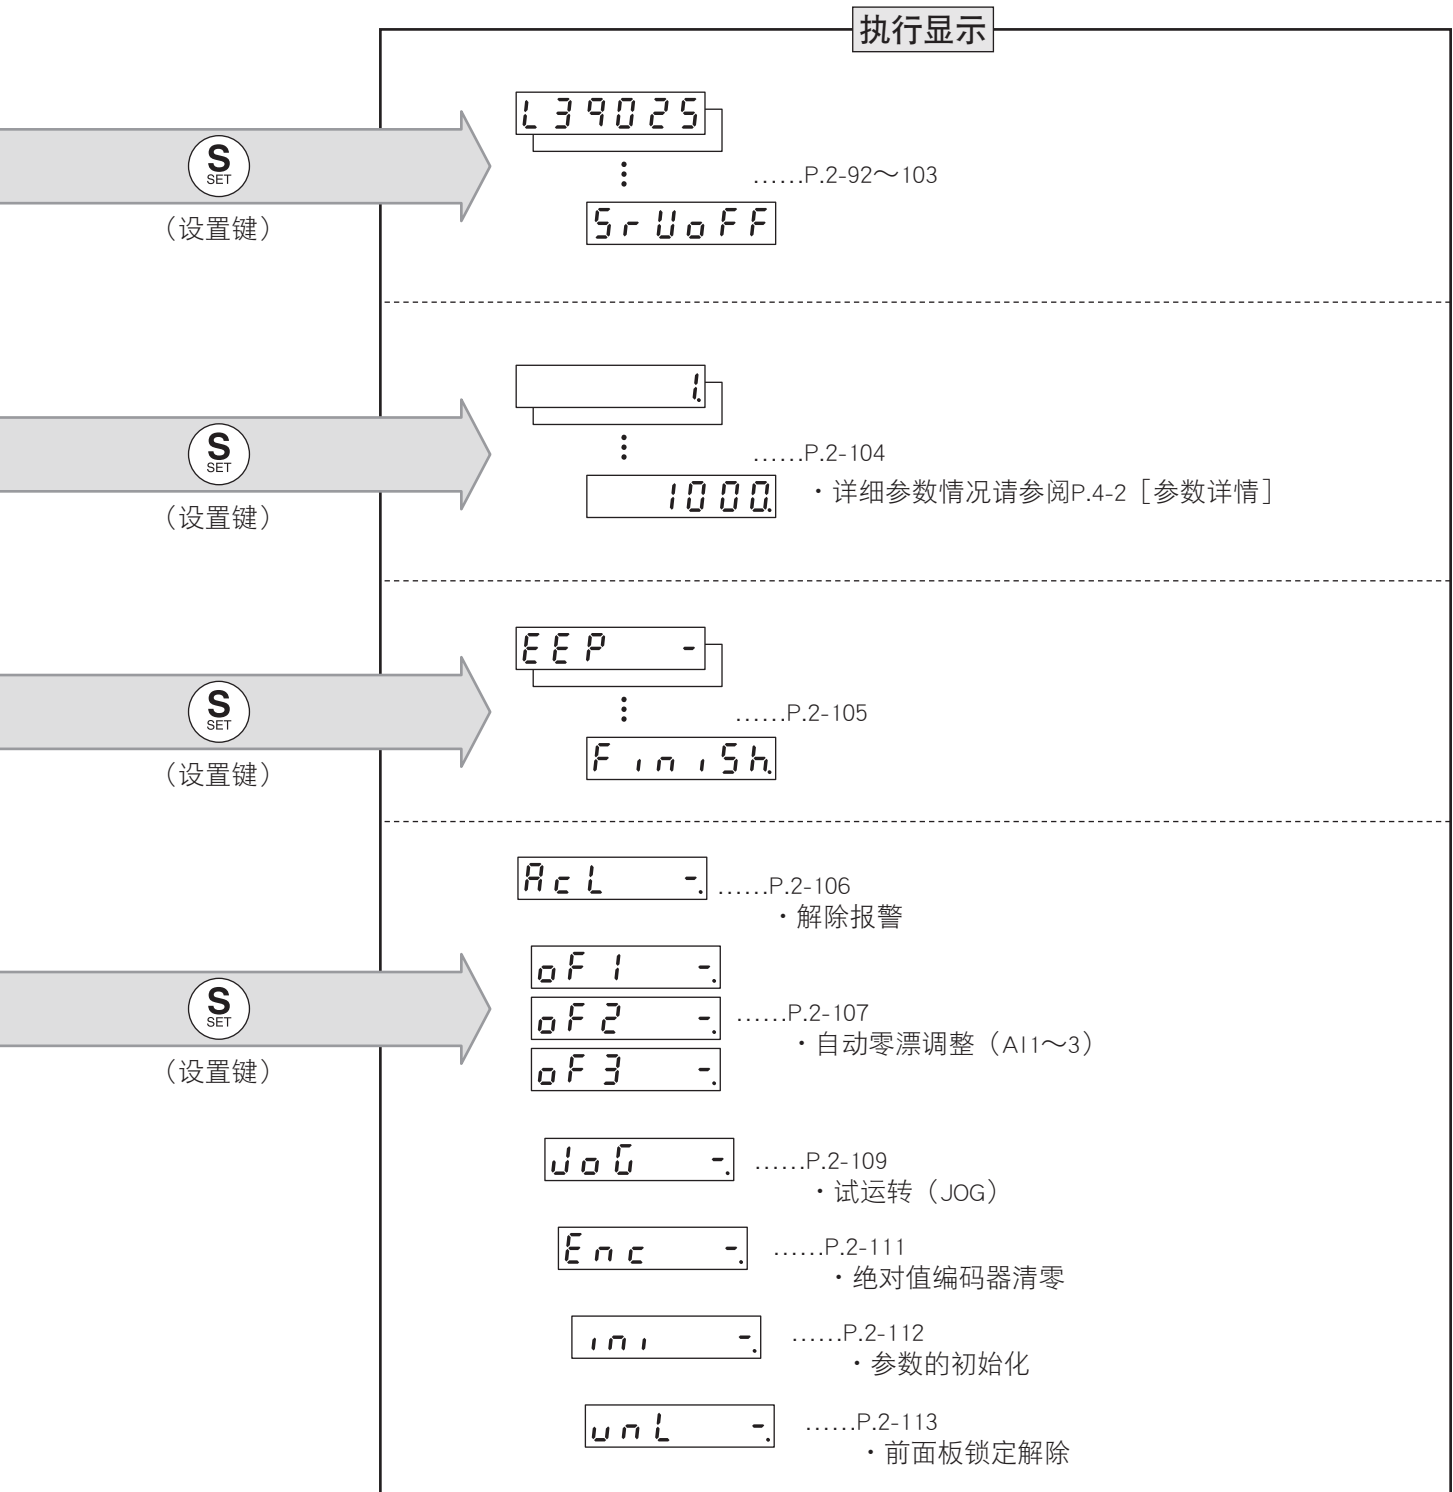 执行显示
L39025
S
SET
……P.2-92～103
（设置键）
SrVoFF
1.
S
SET
……P.2-104
1000.
・详细参数情况请参阅P.4-2［参数详情］
（设置键）
EEP -
S
SET
……P.2-105
FiniSh.
（设置键）
AcL -.
……P.2-106
・解除报警
oF1 -.
S
SET
oF2 -.
……P.2-107
・自动零漂调整（AI1～3）
oF3 -.
（设置键）
JoG -.
……P.2-109
・试运转（JOG）
Enc -.
……P.2-111
・绝对值编码器清零
ini -.
……P.2-112
・参数的初始化
unL -.
……P.2-113
・前面板锁定解除